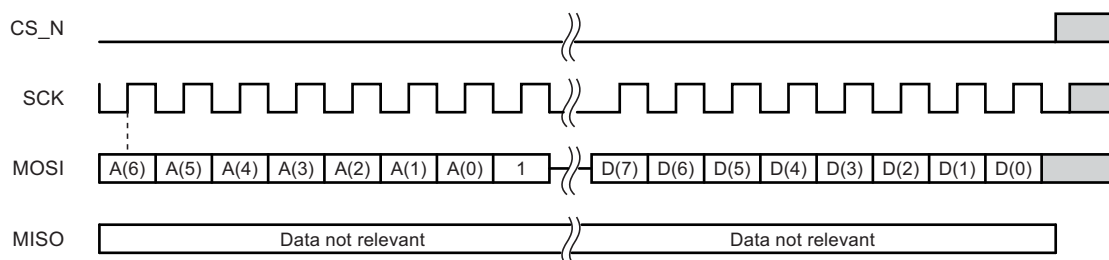 CS_N
SCK
MOSI A(6) A(5) A(4) A(3) A(2) A(1) A(0) 1 D(7) D(6) D(5) D(4) D(3) D(2) D(1) D(0)
MISO Data not relevant Data not relevant